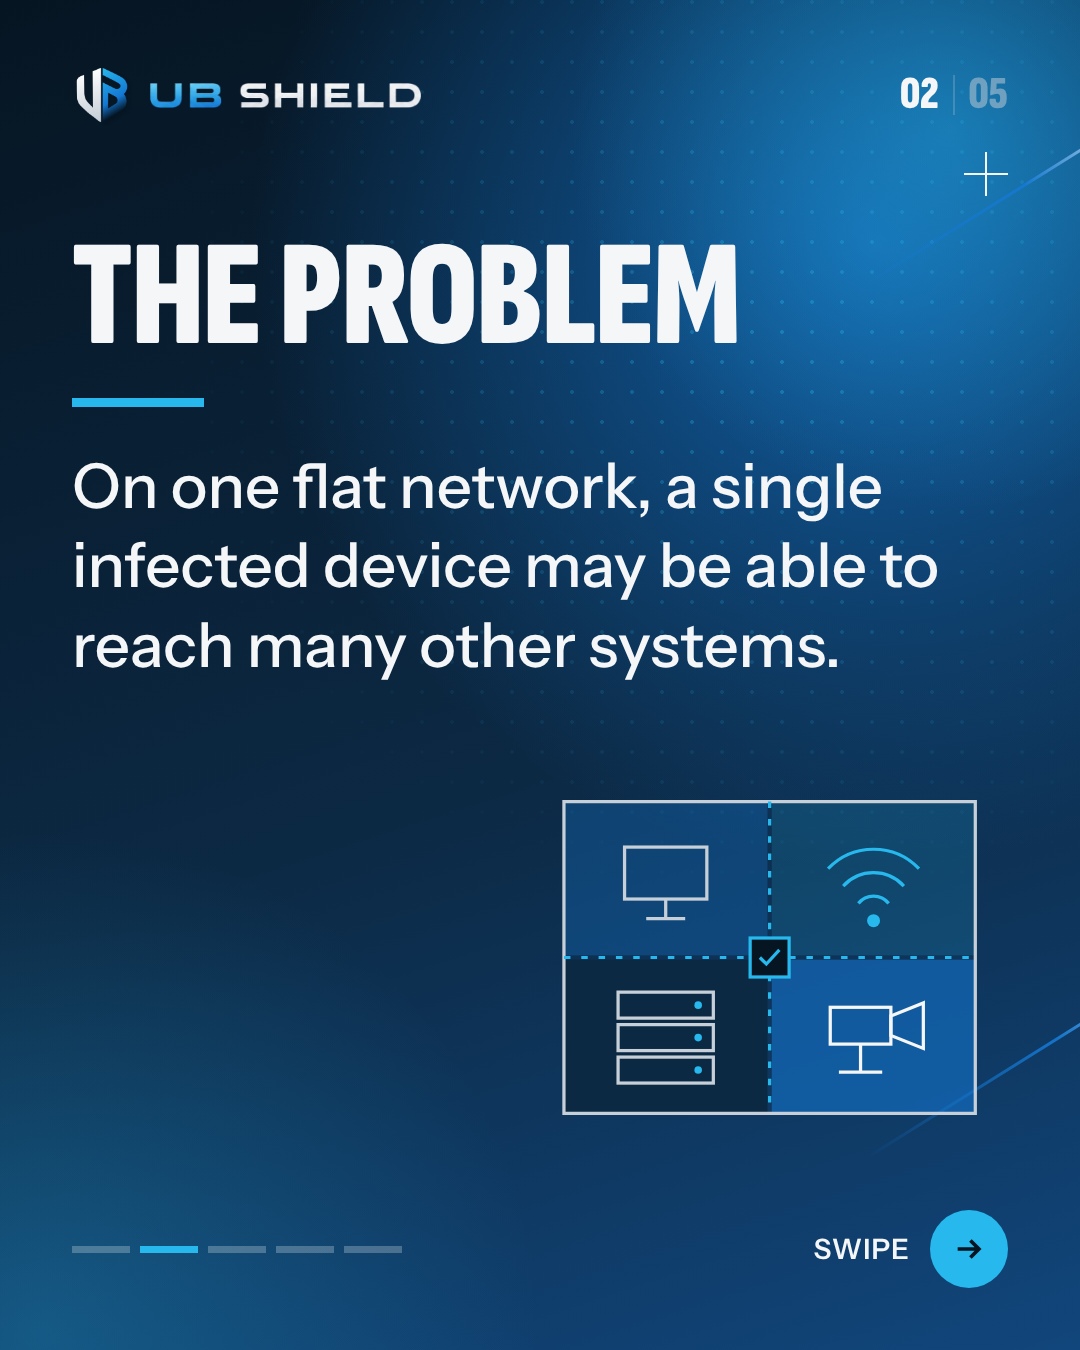 UB SHIELD
02 | 05
THE PROBLEM
On one flat network, a single
infected device may be able to
reach many other systems.
SWIPE